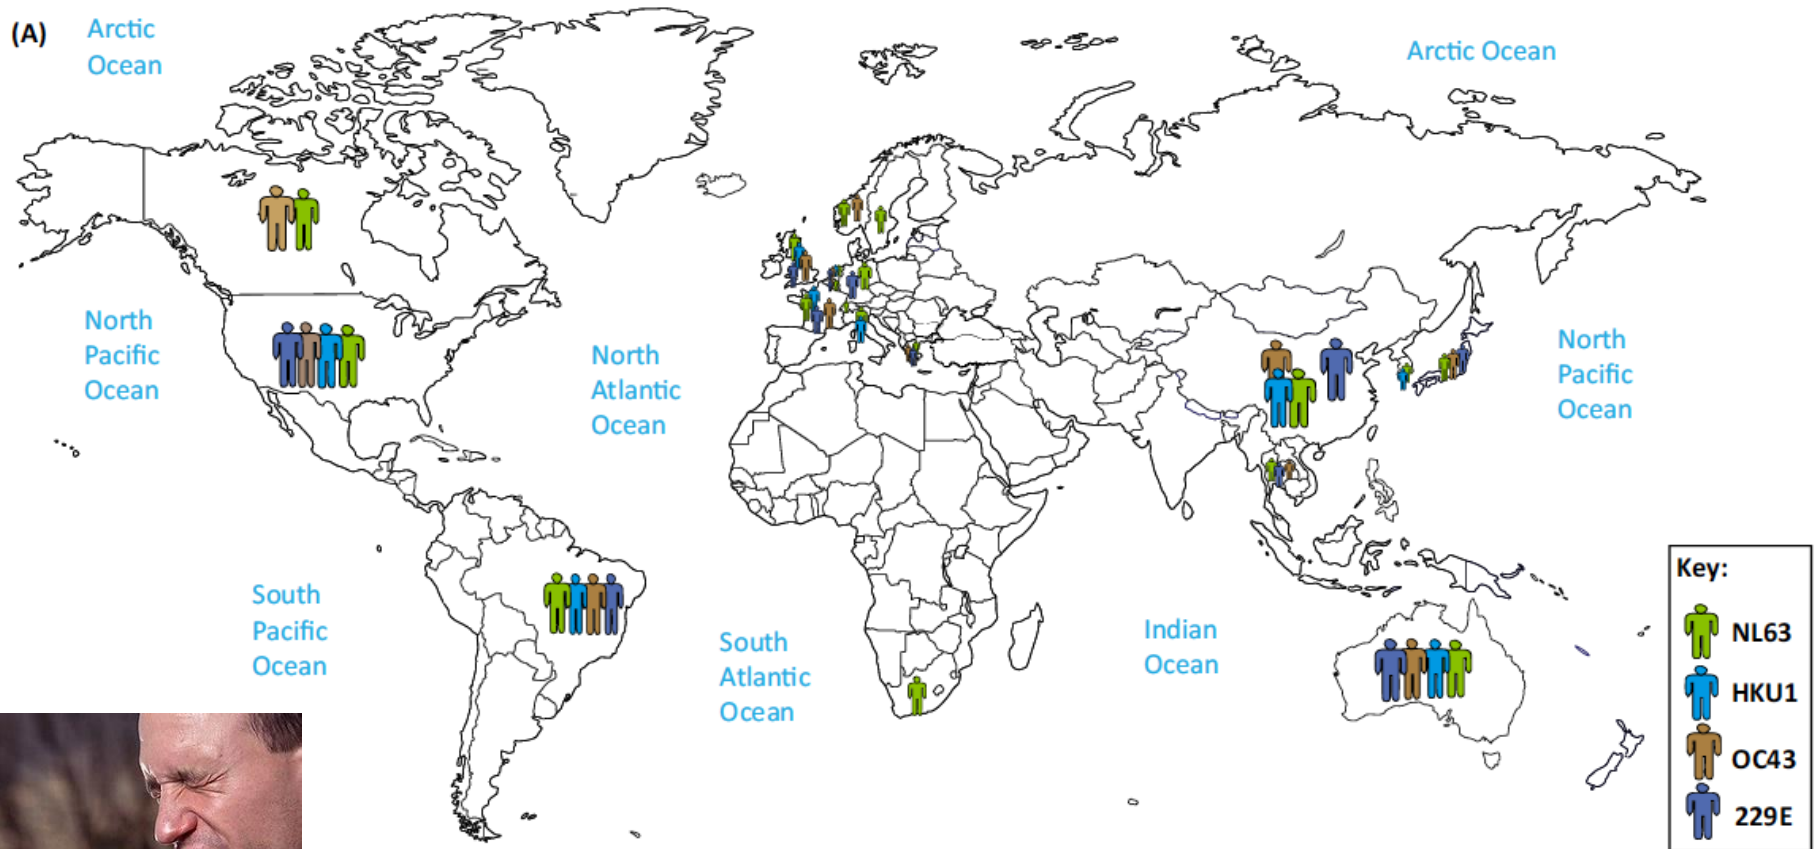 (A)
Arctic
Ocean
Arctic Ocean
North
Pacific
Ocean
North
Atlantic
Ocean
North
Pacific
Ocean
South
Pacific
Ocean
South
Atlantic
Ocean
Indian
Ocean
Key:
NL63
HKU1
OC43
229E